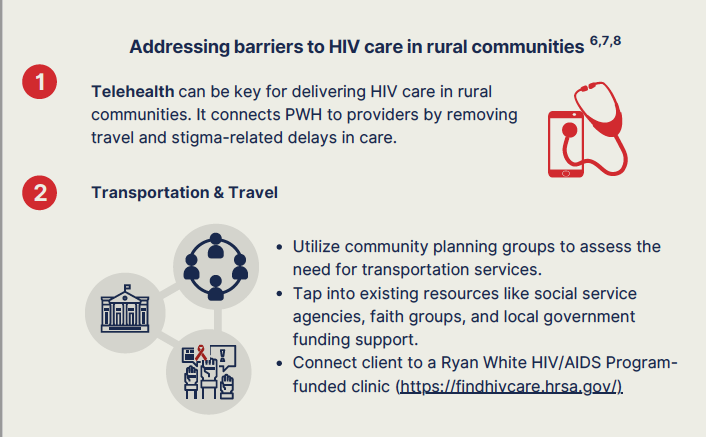 Addressing barriers to HIV care in rural communities 6,7,8
1
Telehealth can be key for delivering HIV care in rural
communities. It connects PWH to providers by removing
travel and stigma-related delays in care.
2
Transportation & Travel
• Utilize community planning groups to assess the
need for transportation services.
• Tap into existing resources like social service
agencies, faith groups, and local government
funding support.
• Connect client to a Ryan White HIV/AIDS Program-
funded clinic (https://findhivcare.hrsa.gov/)